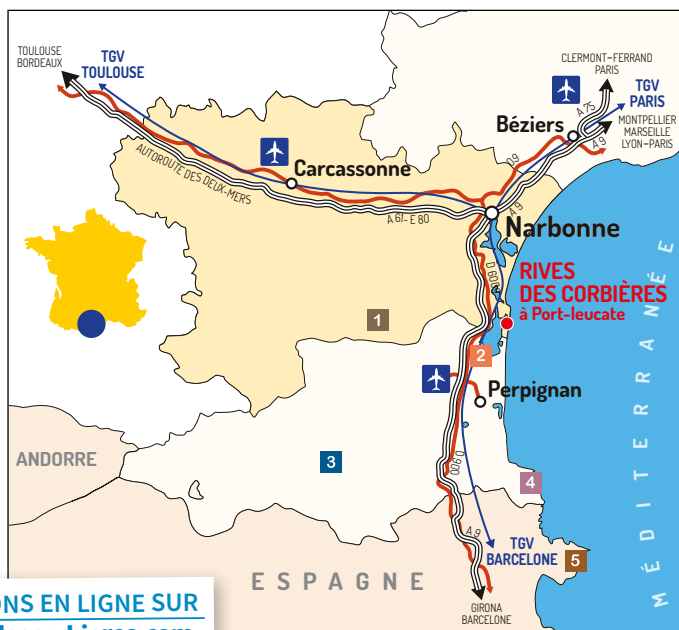 TOULOUSE
BORDEAUX
TGV
TOULOUSE
CLERMONT-FERRAND
PARIS
TGV
PARIS
A 75
MONTPELLIER
MARSEILLE
LYON-PARIS
Béziers
A 9
D9
AUTOROUTE DES DEUX-MERS
Carcassonne
A 61- E 80
A 9
Narbonne
D 6009
RIVES
DES CORBIÈRES
à Port-leucate
1
2
Perpignan
3
D 900
4
ANDORRE
A 9
TGV
BARCELONE
5
ESPAGNE
GIRONA
BARCELONE
MÉDITERRANÉE
ONS EN LIGNE SUR